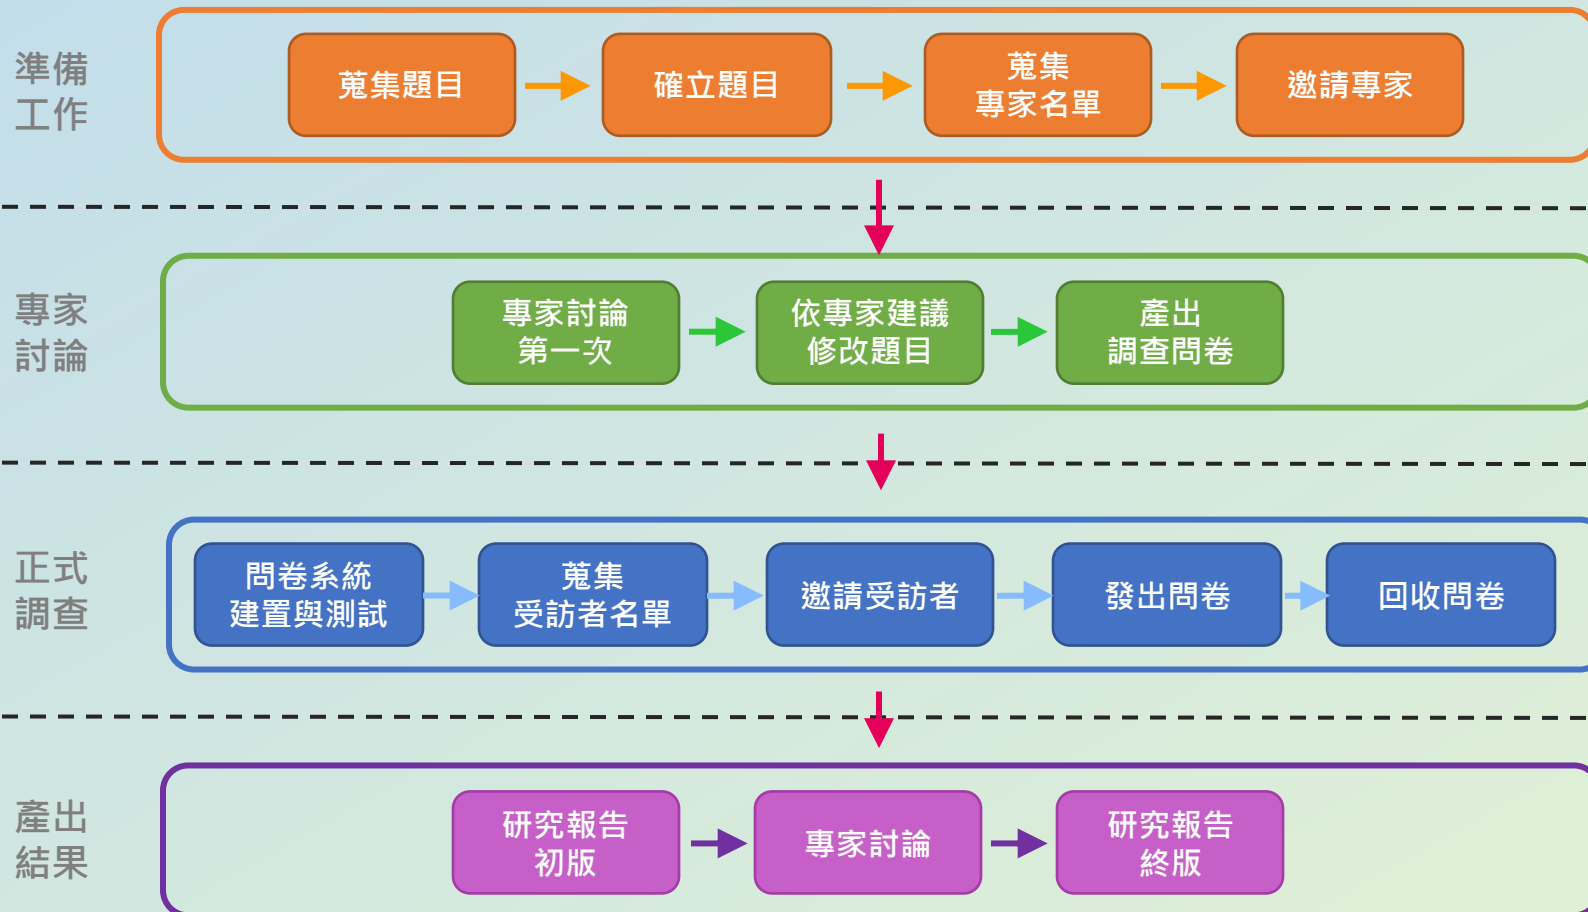 準備
工作
蒐集題目
確立題目
蒐集
專家名單
邀請專家
專家
討論
專家討論
第一次
依專家建議
修改題目
產出
調查問卷
正式
調查
問卷系統
建置與測試
蒐集
受訪者名單
邀請受訪者
發出問卷
回收問卷
產出
結果
研究報告
初版
專家討論
研究報告
終版